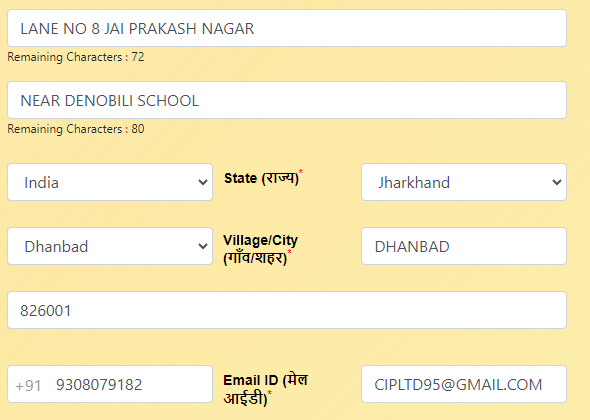 LANE NO 8 JAI PRAKASH NAGAR
Remaining Characters : 72
NEAR DENOBILI SCHOOL
Remaining Characters : 80
India State (राज्य)* Jharkhand
Dhanbad Village/City (गाँव/शहर)* DHANBAD
826001
+91 9308079182 Email ID (मेल आईडी)* CIPLTD95@GMAIL.COM